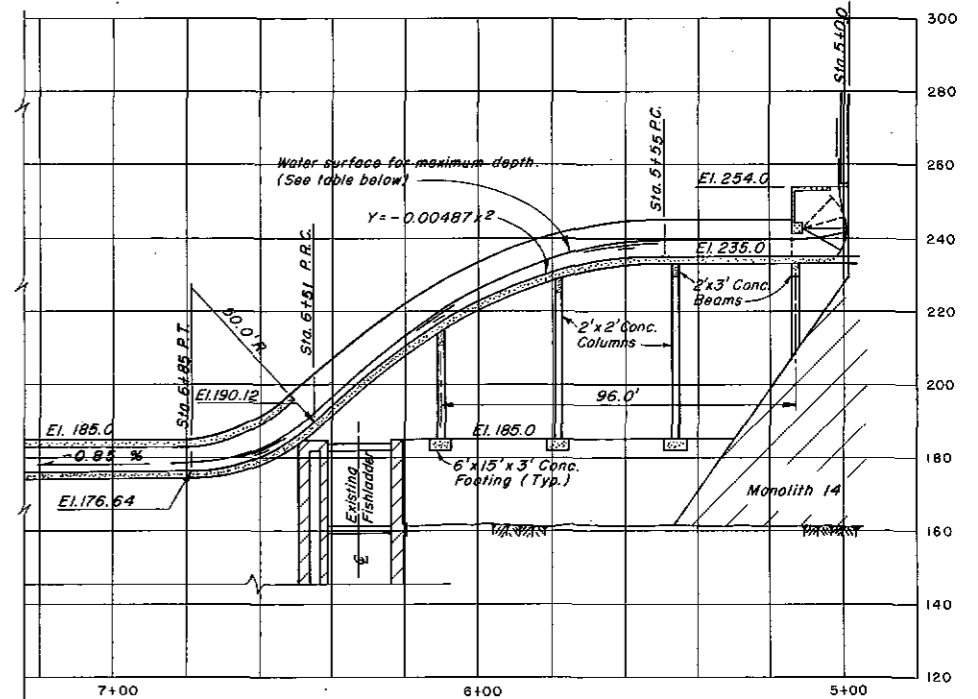 300
280
260
240
220
200
180
160
140
120
Sta. 5+00
Sta. 5+55 P.C.
Water surface for maximum depth.
(See table below)
Y=-0.00487x²
El. 254.0
El. 235.0
2'x3' Conc.
Beams
2'x 2' Conc.
Columns
96.0'
Sta. 6+51 P.R.C.
50.0' R
Sta. 6+85 P.T.
El.190.12
El. 185.0
El.185.0
-0.85 %
El.176.64
6'x15'x 3' Conc.
Footing (Typ.)
Existing
Fishladder
℄
Monolith 14
7+00
6+00
5+00